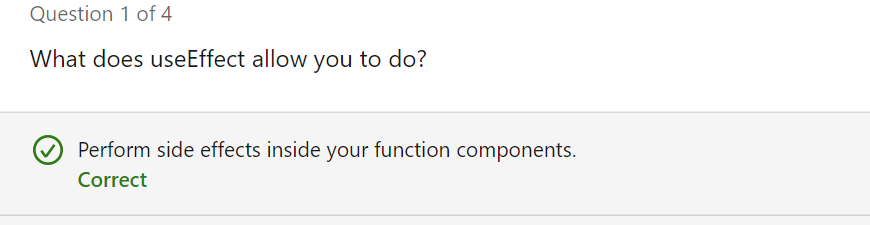 Question 1 of 4
What does useEffect allow you to do?
Perform side effects inside your function components.
Correct